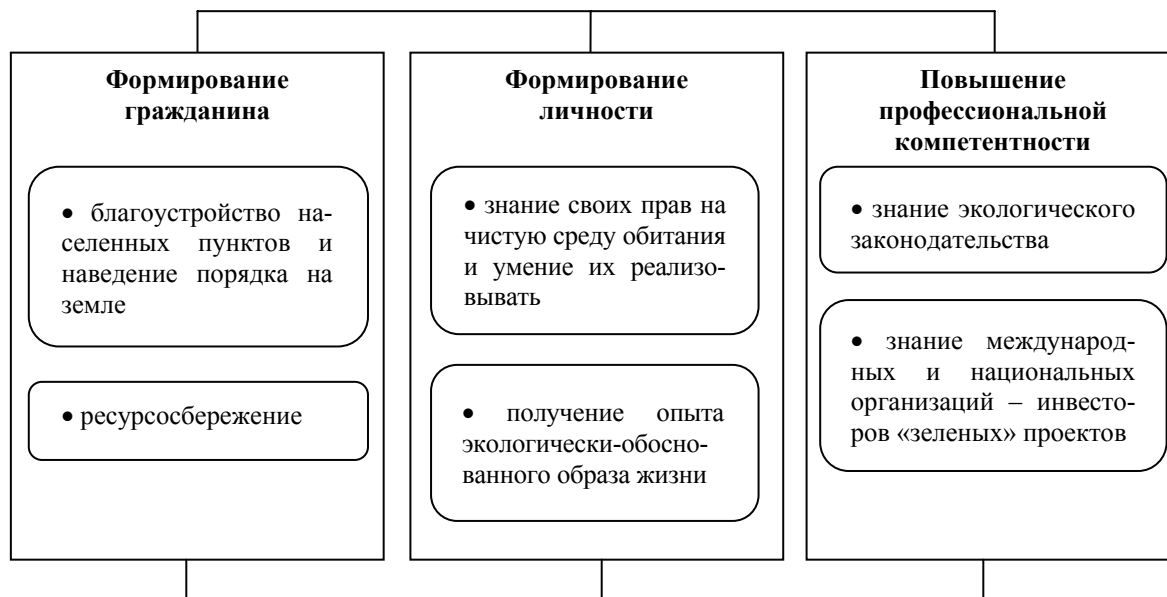 Формирование
гражданина
• благоустройство на-
селенных пунктов и
наведение порядка на
земле
• ресурсосбережение
Формирование
личности
• знание своих прав на
чистую среду обитания
и умение их реализо-
вывать
• получение опыта
экологически-обосно-
ванного образа жизни
Повышение
профессиональной
компетентности
• знание экологического
законодательства
• знание международ-
ных и национальных
организаций – инвесто-
ров «зеленых» проектов